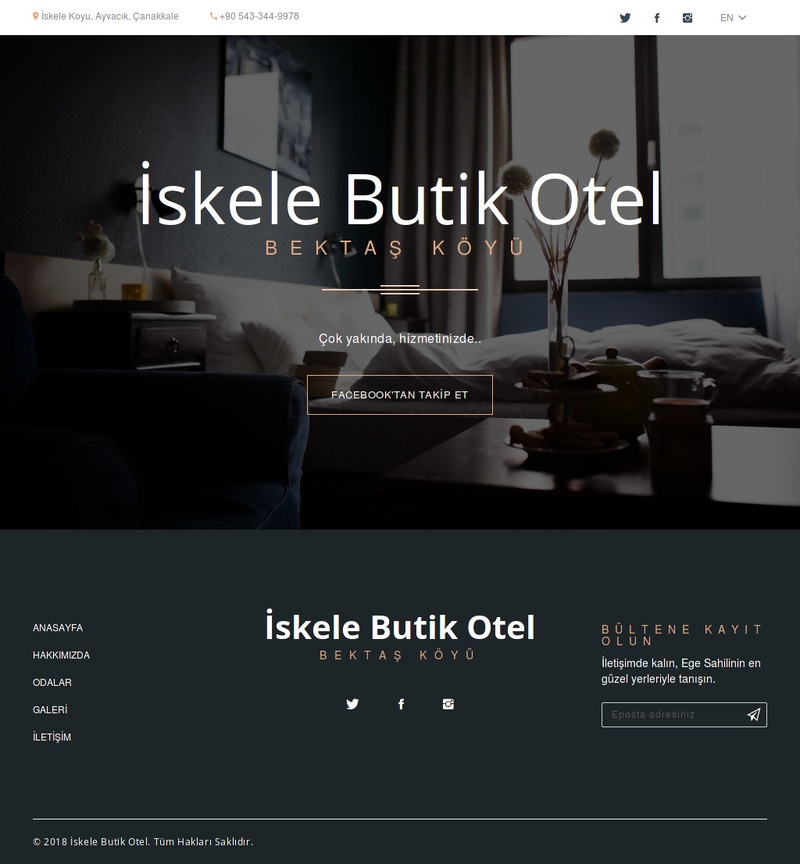 İskele Koyu, Ayvacık, Çanakkale
+90 543-344-9978
EN
İskele Butik Otel
BEKTAŞ KÖYÜ
Çok yakında, hizmetinizde..
FACEBOOK'TAN TAKİP ET
ANASAYFA
HAKKIMIZDA
ODALAR
GALERİ
İLETİŞİM
İskele Butik Otel
BEKTAŞ KÖYÜ
BÜLTENE KAYIT
OLUN
İletişimde kalın, Ege Sahilinin en
güzel yerleriyle tanışın.
Eposta adresiniz
© 2018 İskele Butik Otel. Tüm Hakları Saklıdır.